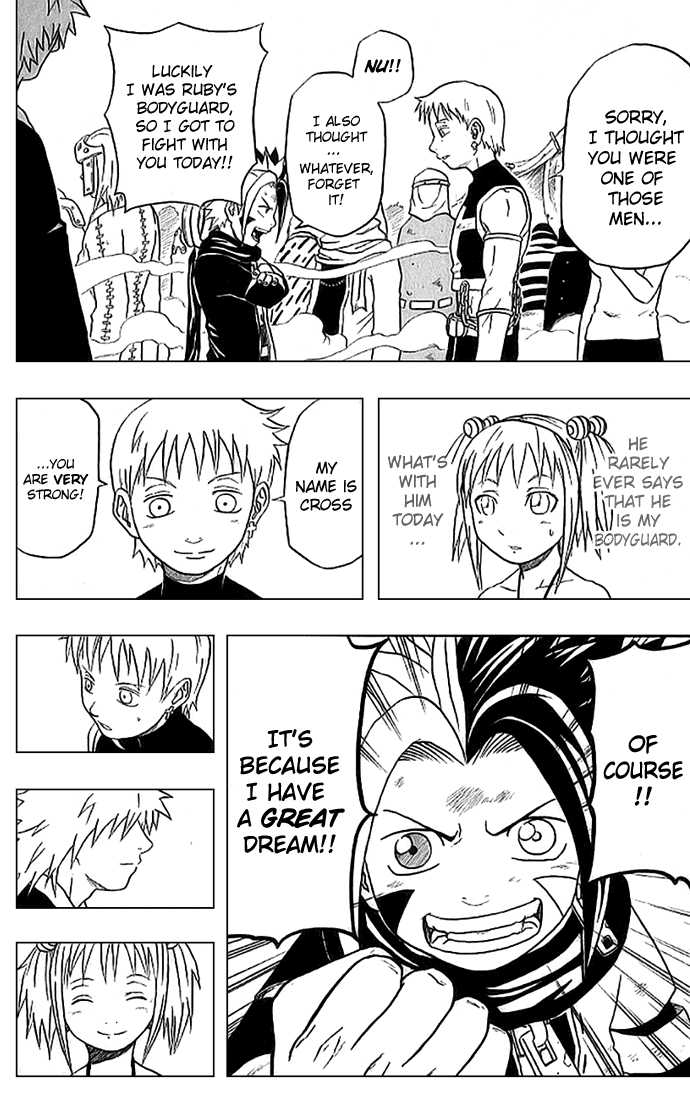 SORRY,
I THOUGHT
YOU WERE
ONE OF
THOSE
MEN...
NU!!
I ALSO
THOUGHT
...
WHATEVER,
FORGET
IT!
LUCKILY
I WAS RUBY'S
BODYGUARD,
SO I GOT TO
FIGHT WITH
YOU TODAY!!
HE
RARELY
EVER SAYS
THAT HE
IS MY
BODYGUARD.
WHAT'S
WITH
HIM
TODAY
...
MY
NAME IS
CROSS
...YOU
ARE VERY
STRONG!
OF
COURSE
!!
IT'S
BECAUSE
I HAVE
A GREAT
DREAM!!